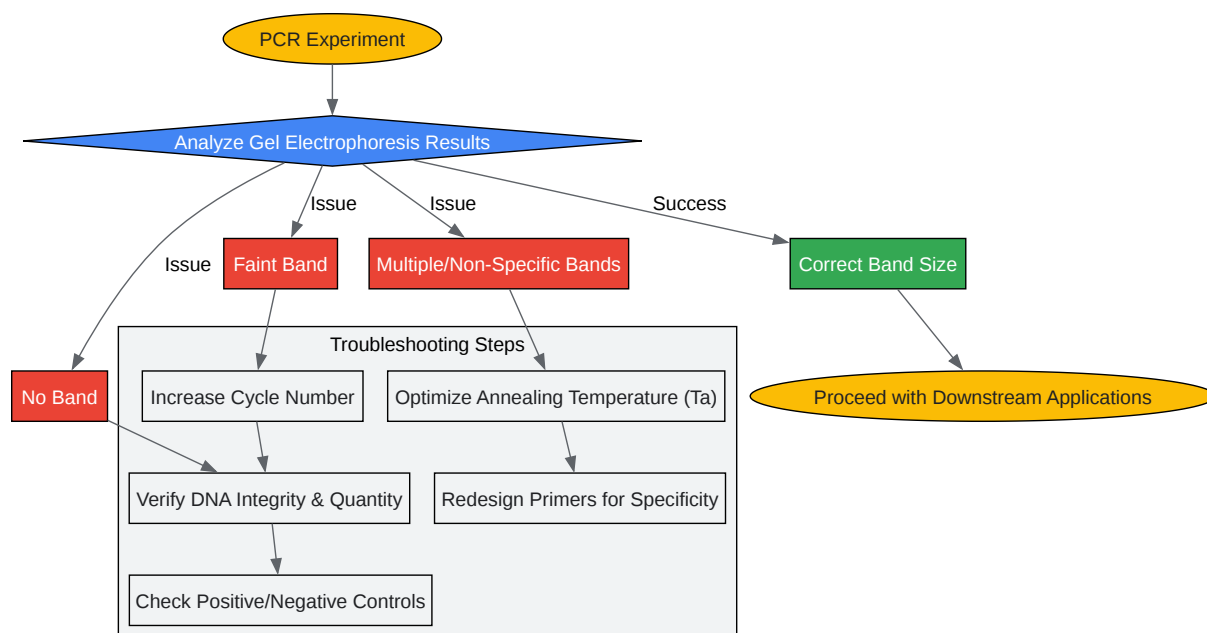 PCR Experiment
Analyze Gel Electrophoresis Results
Issue
Issue
Success
Issue
Faint Band
Multiple/Non-Specific Bands
Correct Band Size
Troubleshooting Steps
No Band
Increase Cycle Number
Optimize Annealing Temperature (Ta)
Proceed with Downstream Applications
Verify DNA Integrity & Quantity
Redesign Primers for Specificity
Check Positive/Negative Controls